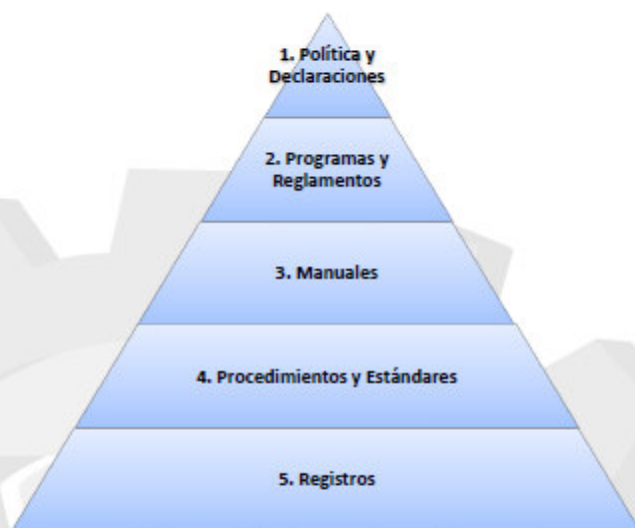 1. Política y
Declaraciones
2. Programas y
Reglamentos
3. Manuales
4. Procedimientos y Estándares
5. Registros